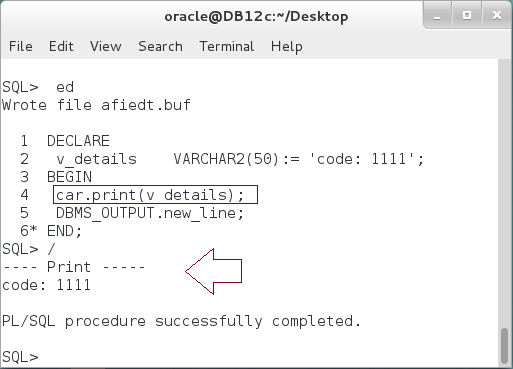 oracle@DB12c:~/Desktop
File Edit View Search Terminal Help
SQL> ed
Wrote file afiedt.buf
1 DECLARE
2 v_details VARCHAR2(50):= 'code: 1111';
3 BEGIN
4 car.print(v_details);
5 DBMS_OUTPUT.new_line;
6* END;
SQL> /
---- Print -----
code: 1111
PL/SQL procedure successfully completed.
SQL>